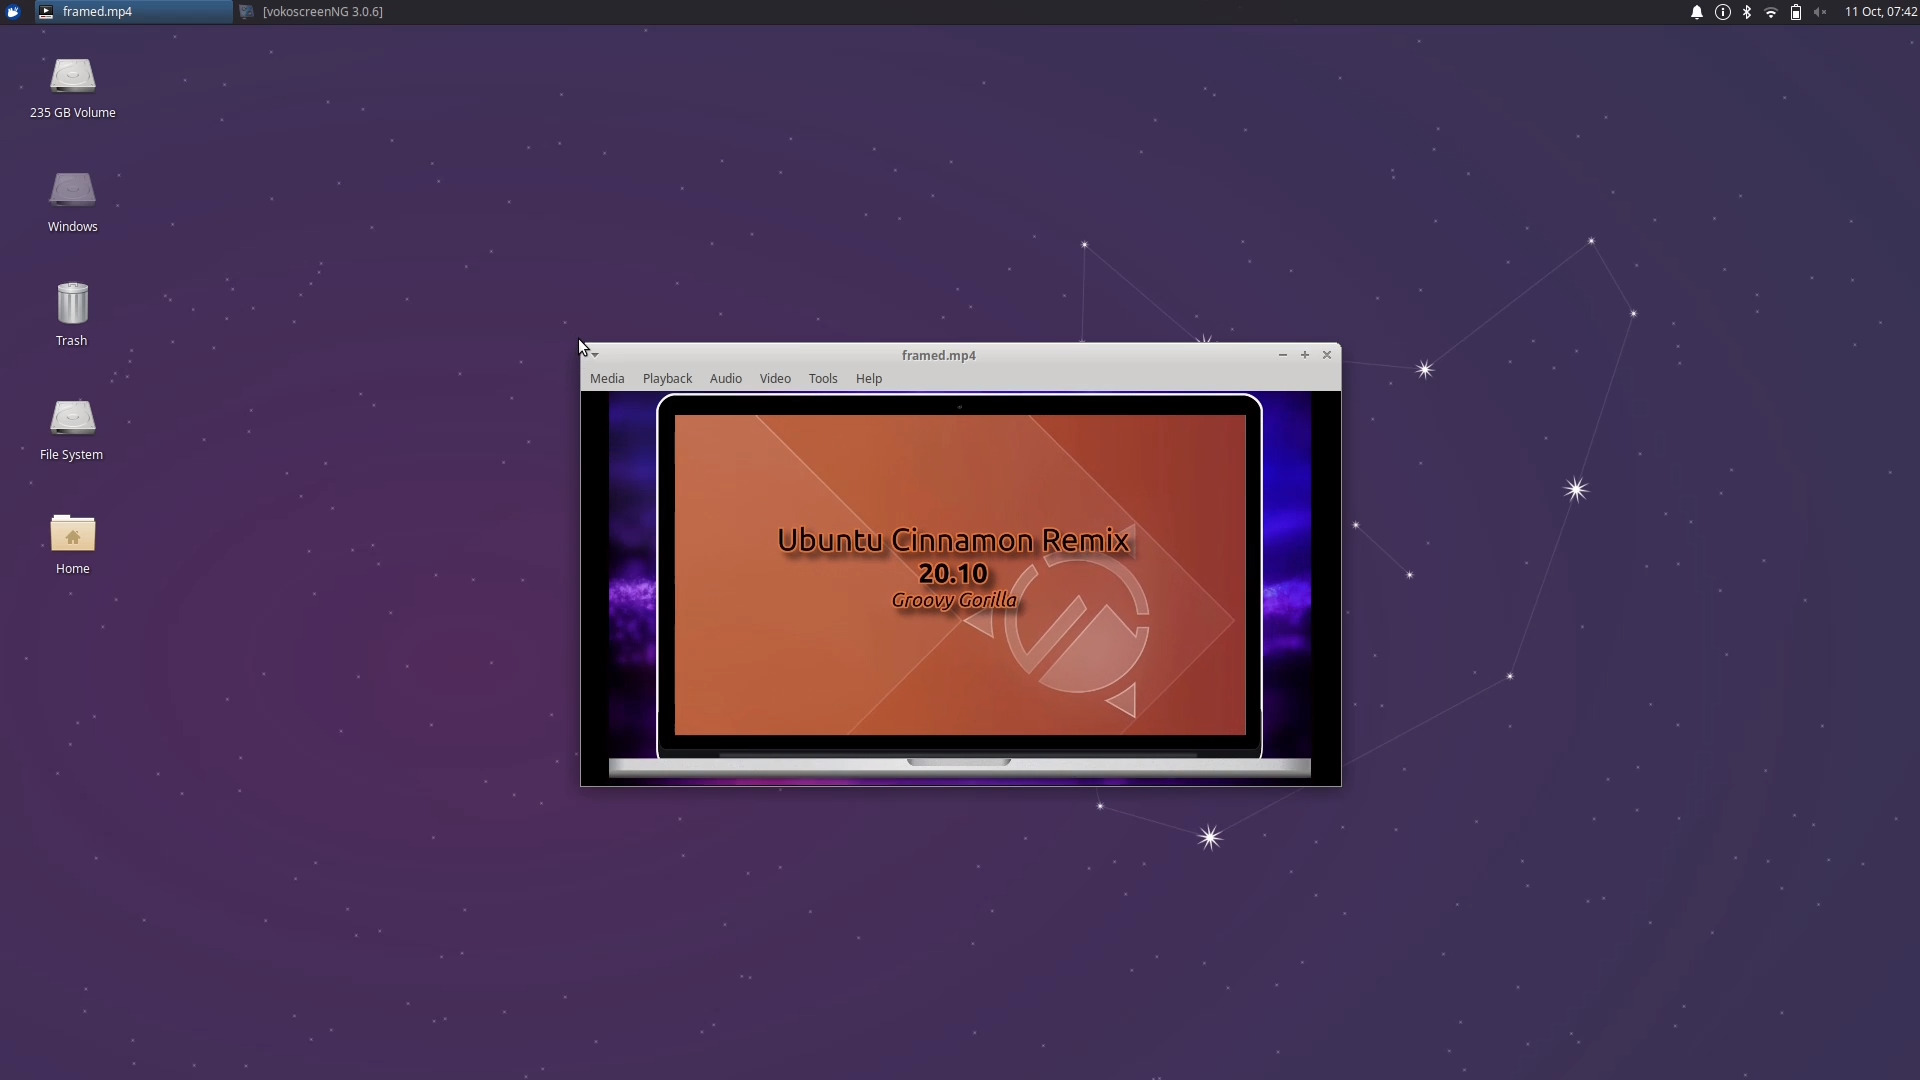 framed.mp4
[vokoscreenNG 3.0.6]
11 Oct, 07:42
235 GB Volume
Windows
Trash
File System
Home
framed.mp4
Media Playback Audio Video Tools Help
Ubuntu Cinnamon Remix
20.10
Groovy Gorilla